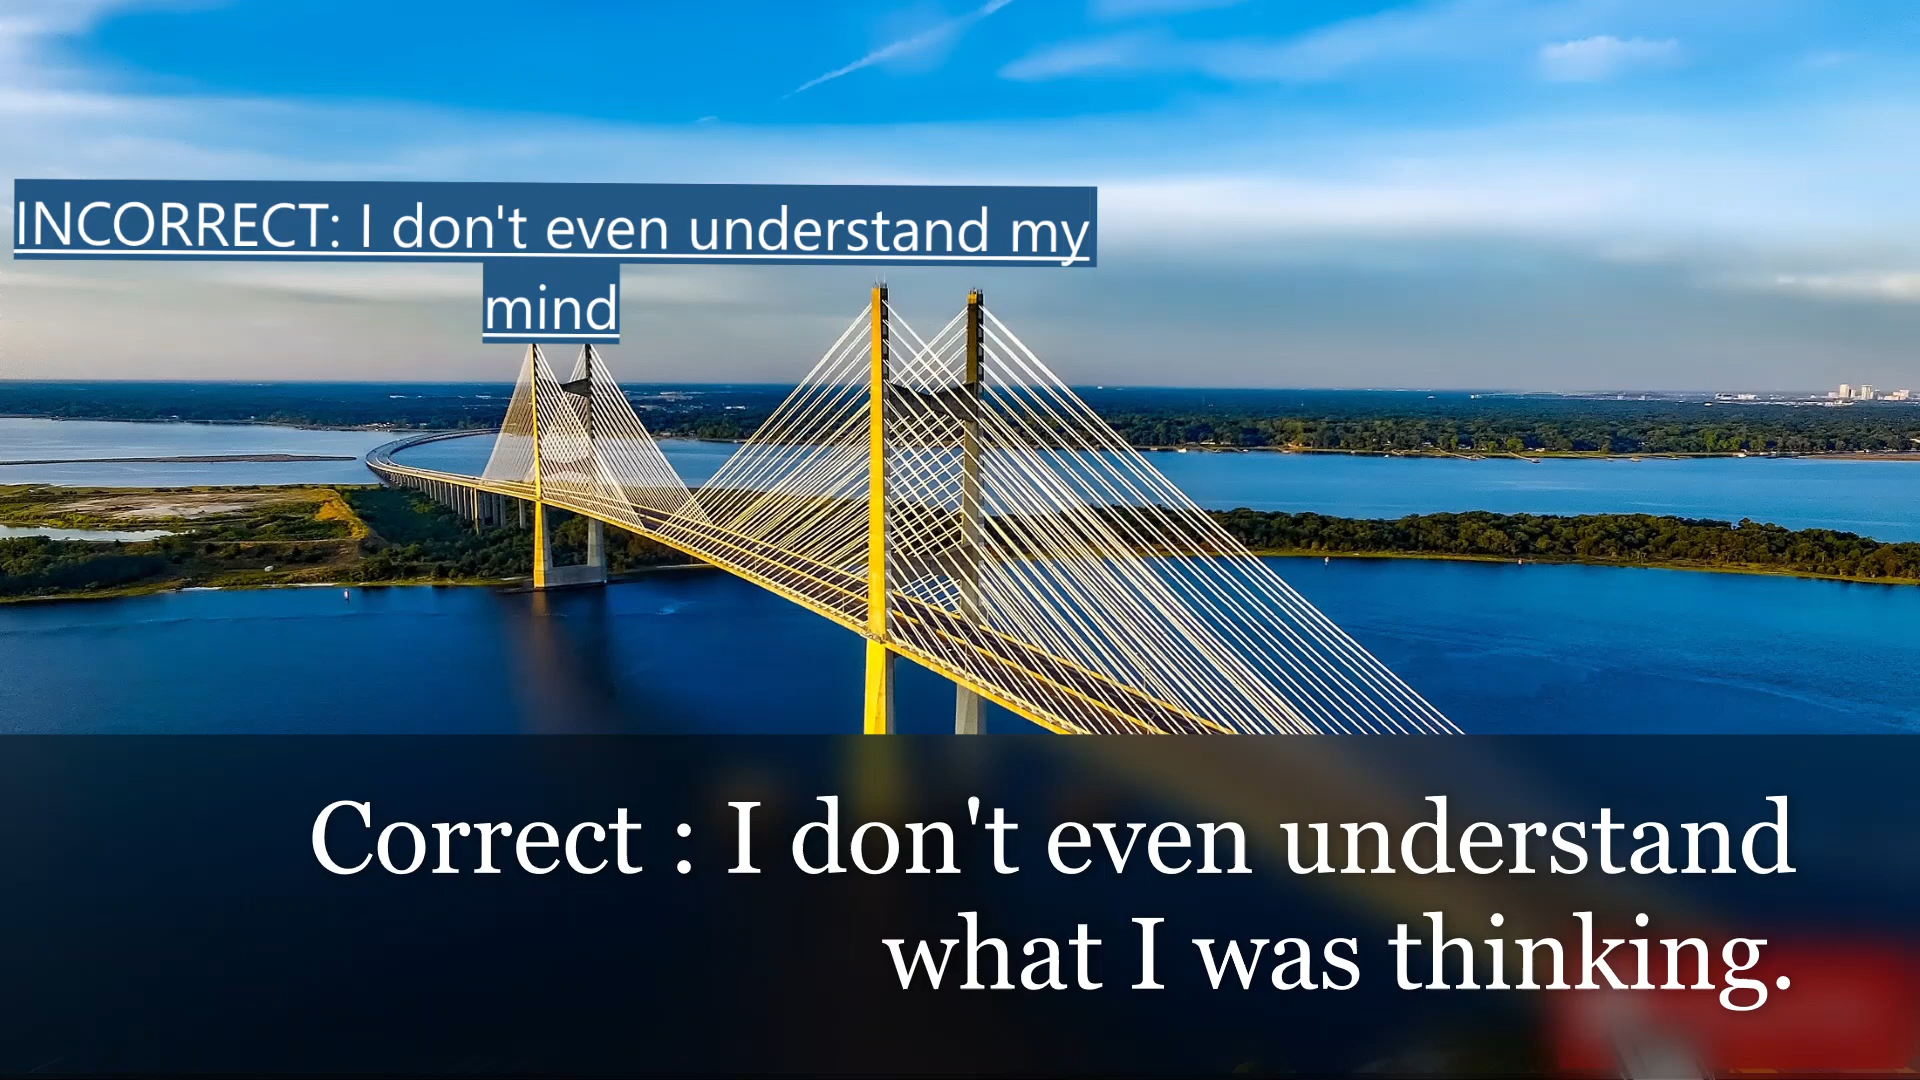 INCORRECT: I don't even understand my
mind
Correct : I don't even understand
what I was thinking.